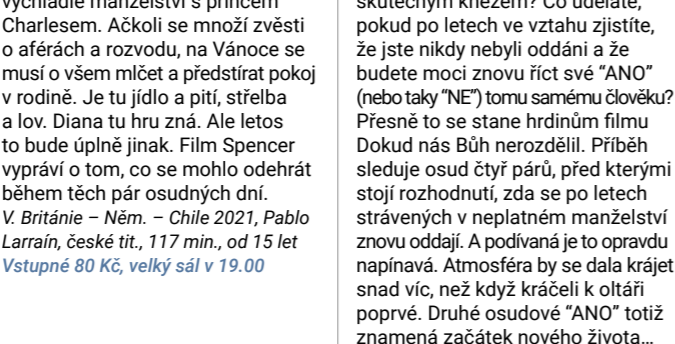 vychladlé manželství s princem
Charlesem. Ačkoli se množí zvěsti
o aférách a rozvodu, na Vánoce se
musí o všem mlčet a předstírat pokoj
v rodině. Je tu jídlo a pití, střelba
a lov. Diana tu hru zná. Ale letos
to bude úplně jinak. Film Spencer
vypráví o tom, co se mohlo odehrát
během těch pár osudných dní.
V. Británie – Něm. – Chile 2021, Pablo
Larraín, české tit., 117 min., od 15 let
Vstupné 80 Kč, velký sál v 19.00
skutečným knězem? Co uděláte,
pokud po letech ve vztahu zjistíte,
že jste nikdy nebyli oddáni a že
budete moci znovu říct své “ANO”
(nebo taky “NE”) tomu samému člověku?
Přesně to se stane hrdinům filmu
Dokud nás Bůh nerozdělil. Příběh
sleduje osud čtyř párů, před kterými
stojí rozhodnutí, zda se po letech
strávených v neplatném manželství
znovu oddají. A podívaná je to opravdu
napínavá. Atmosféra by se dala krájet
snad víc, než když kráčeli k oltáři
poprvé. Druhé osudové “ANO” totiž
znamená začátek nového života…